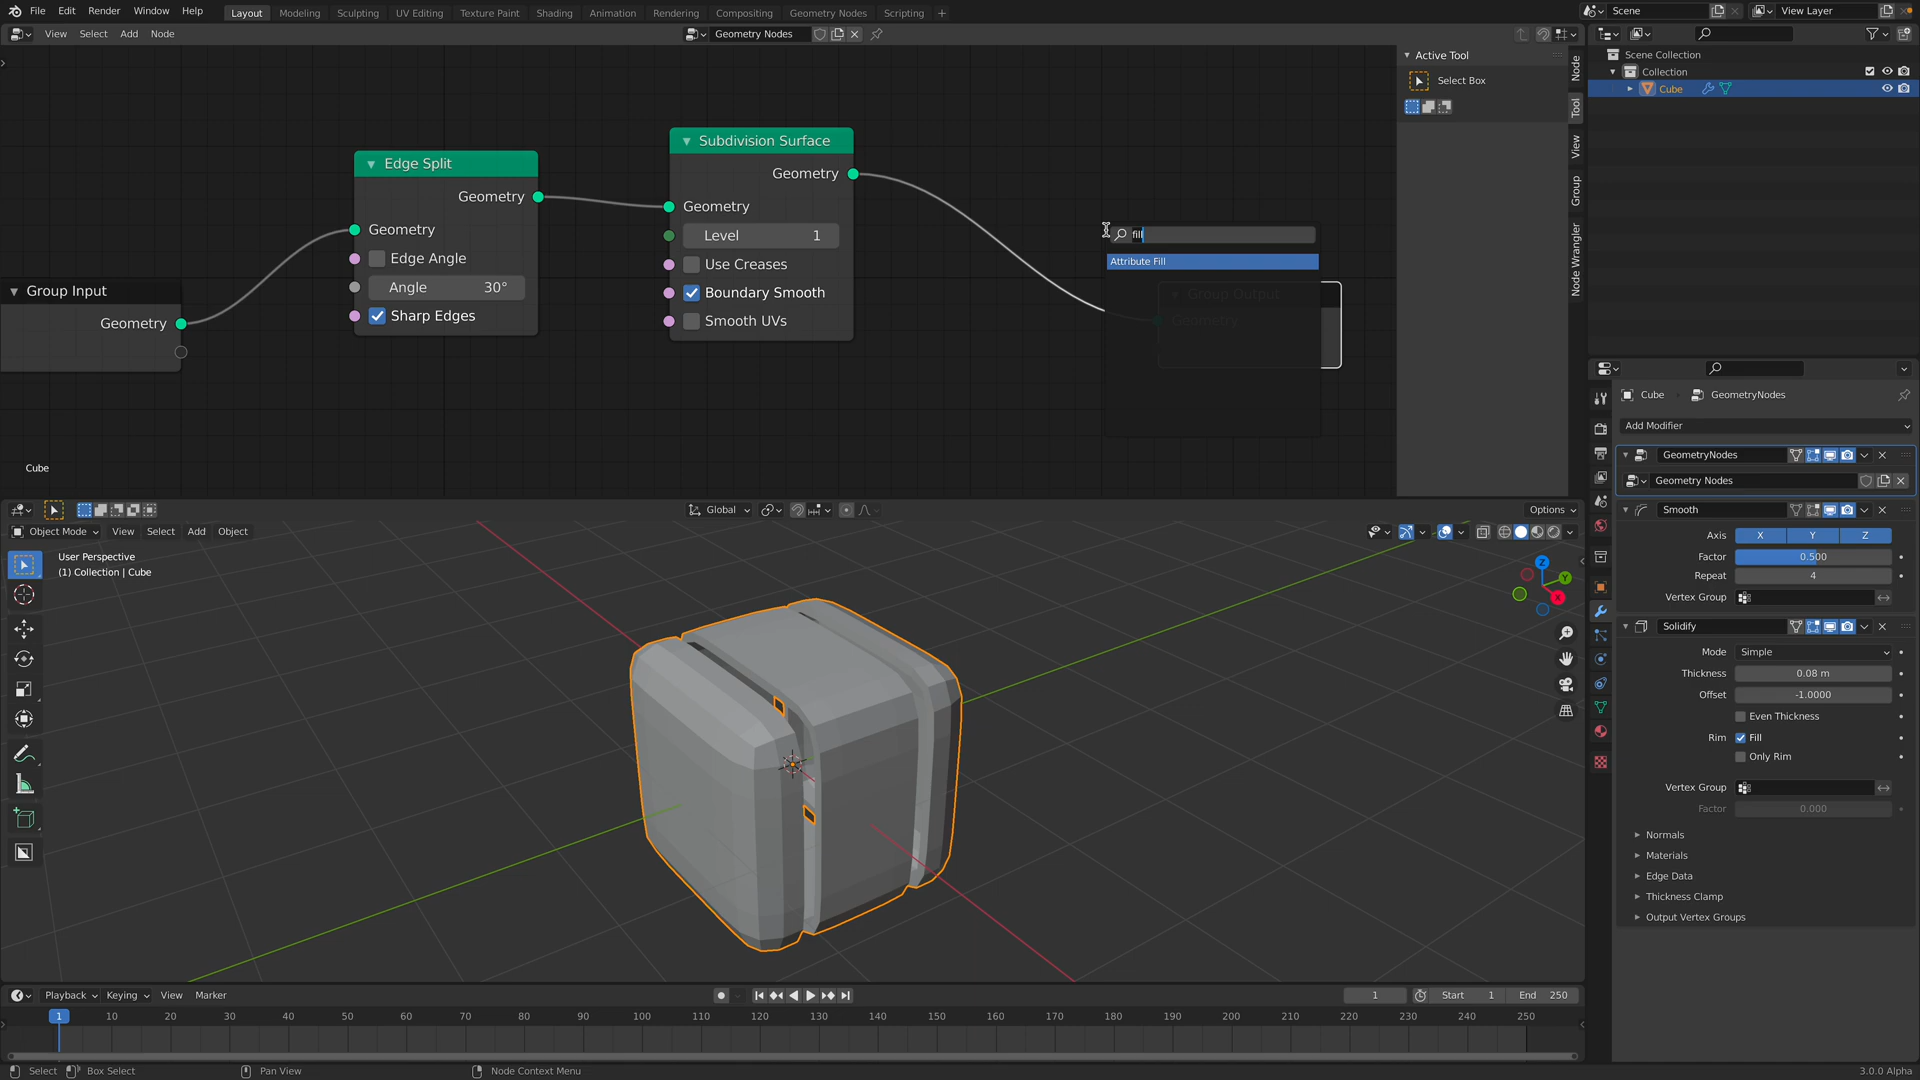 File Edit Render Window Help Layout Modeling Sculpting UV Editing Texture Paint Shading Animation Rendering Compositing Geometry Nodes Scripting + Scene View Layer
View Select Add Node Geometry Nodes
Active Tool
Select Box
Node
Tool
View
Group
Node Wrangler
Edge Split
Geometry
Geometry
Edge Angle
Angle 30°
Sharp Edges
Subdivision Surface
Geometry
Geometry
Level 1
Use Creases
Boundary Smooth
Smooth UVs
Group Input
Geometry
fill
Attribute Fill
Group Output
Geometry
Cube
Scene Collection
Collection
Cube
Cube GeometryNodes
Add Modifier
GeometryNodes
Geometry Nodes
Smooth
Axis X Y Z
Factor 0.500
Repeat 4
Vertex Group
Solidify
Mode Simple
Thickness 0.08 m
Offset -1.0000
Even Thickness
Rim Fill
Only Rim
Vertex Group
Factor 0.000
Normals
Materials
Edge Data
Thickness Clamp
Output Vertex Groups
Global Options
Object Mode View Select Add Object
User Perspective
(1) Collection | Cube
Z
Y
X
Playback Keying View Marker 1 Start 1 End 250
1 10 20 30 40 50 60 70 80 90 100 110 120 130 140 150 160 170 180 190 200 210 220 230 240 250
Select Box Select Pan View Node Context Menu 3.0.0 Alpha